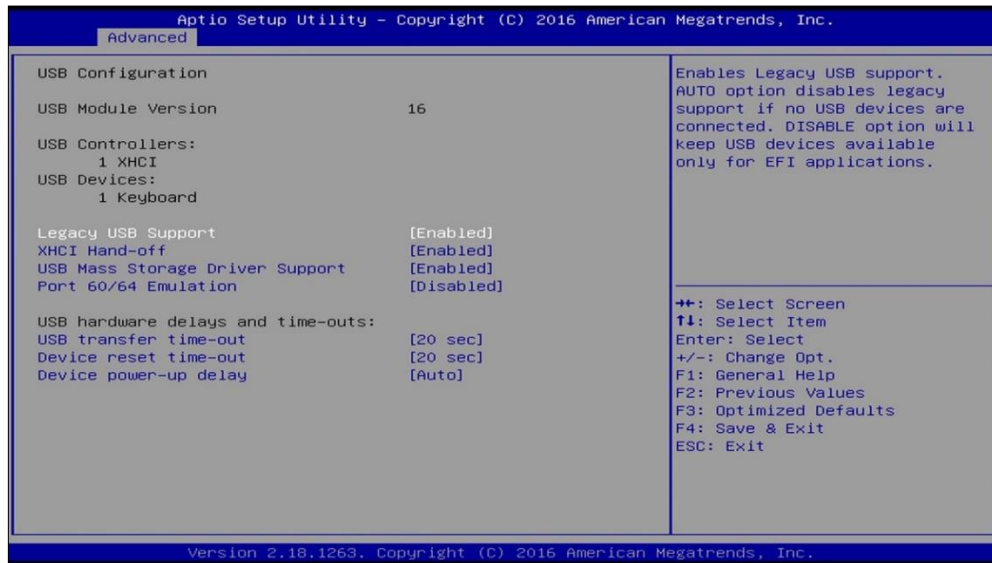 Aptio Setup Utility – Copyright (C) 2016 American Megatrends, Inc.
Advanced
USB Configuration
USB Module Version 16
USB Controllers:
1 XHCI
USB Devices:
1 Keyboard
Legacy USB Support [Enabled]
XHCI Hand-off [Enabled]
USB Mass Storage Driver Support [Enabled]
Port 60/64 Emulation [Disabled]
USB hardware delays and time-outs:
USB transfer time-out [20 sec]
Device reset time-out [20 sec]
Device power-up delay [Auto]
Enables Legacy USB support.
AUTO option disables legacy
support if no USB devices are
connected. DISABLE option will
keep USB devices available
only for EFI applications.
→←: Select Screen
↑↓: Select Item
Enter: Select
+/-: Change Opt.
F1: General Help
F2: Previous Values
F3: Optimized Defaults
F4: Save & Exit
ESC: Exit
Version 2.18.1263. Copyright (C) 2016 American Megatrends, Inc.